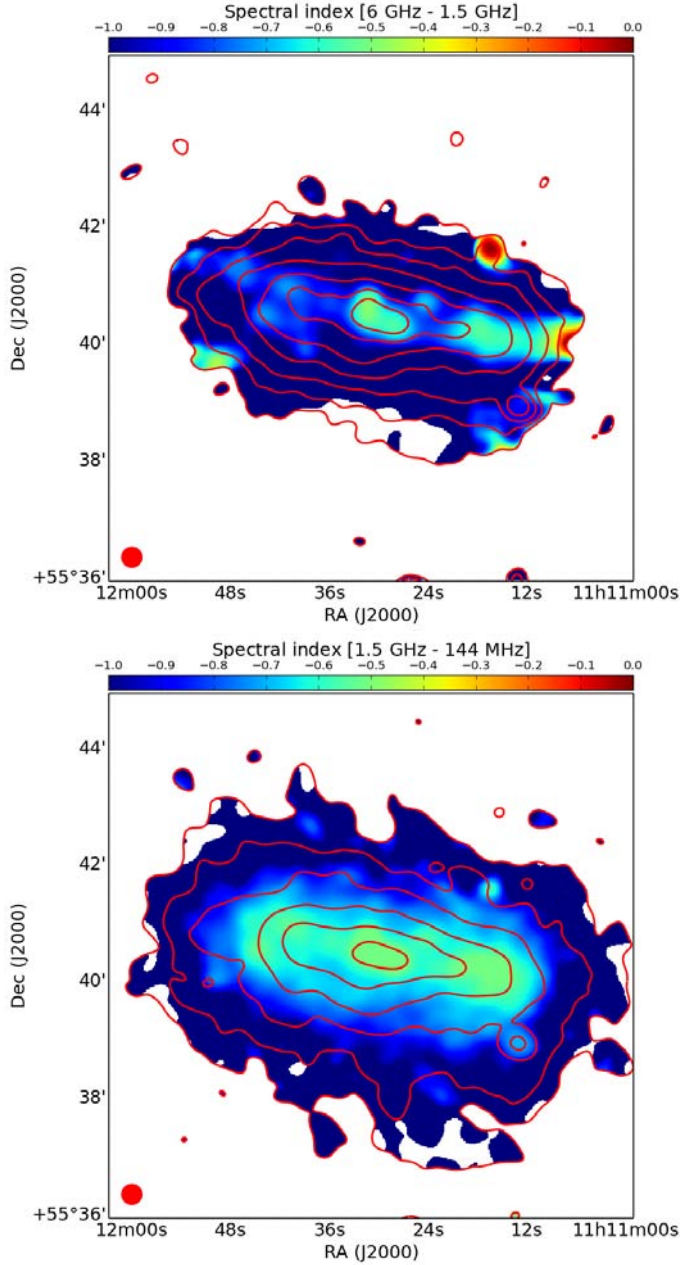 Spectral index [6 GHz - 1.5 GHz]
−1.0 −0.9 −0.8 −0.7 −0.6 −0.5 −0.4 −0.3 −0.2 −0.1 0.0
44'
42'
Dec (J2000)
40'
38'
+55°36'
12m00s 48s 36s 24s 12s 11h11m00s
RA (J2000)
Spectral index [1.5 GHz - 144 MHz]
−1.0 −0.9 −0.8 −0.7 −0.6 −0.5 −0.4 −0.3 −0.2 −0.1 0.0
44'
42'
Dec (J2000)
40'
38'
+55°36'
12m00s 48s 36s 24s 12s 11h11m00s
RA (J2000)